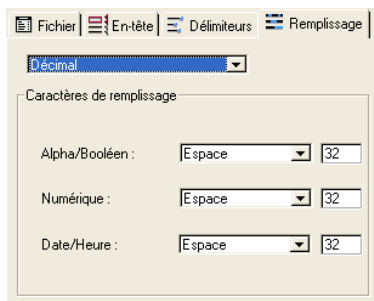 Fichier En-tête Délimiteurs Remplissage
Décimal
Caractères de remplissage
Alpha/Booléen : Espace 32
Numérique : Espace 32
Date/Heure : Espace 32